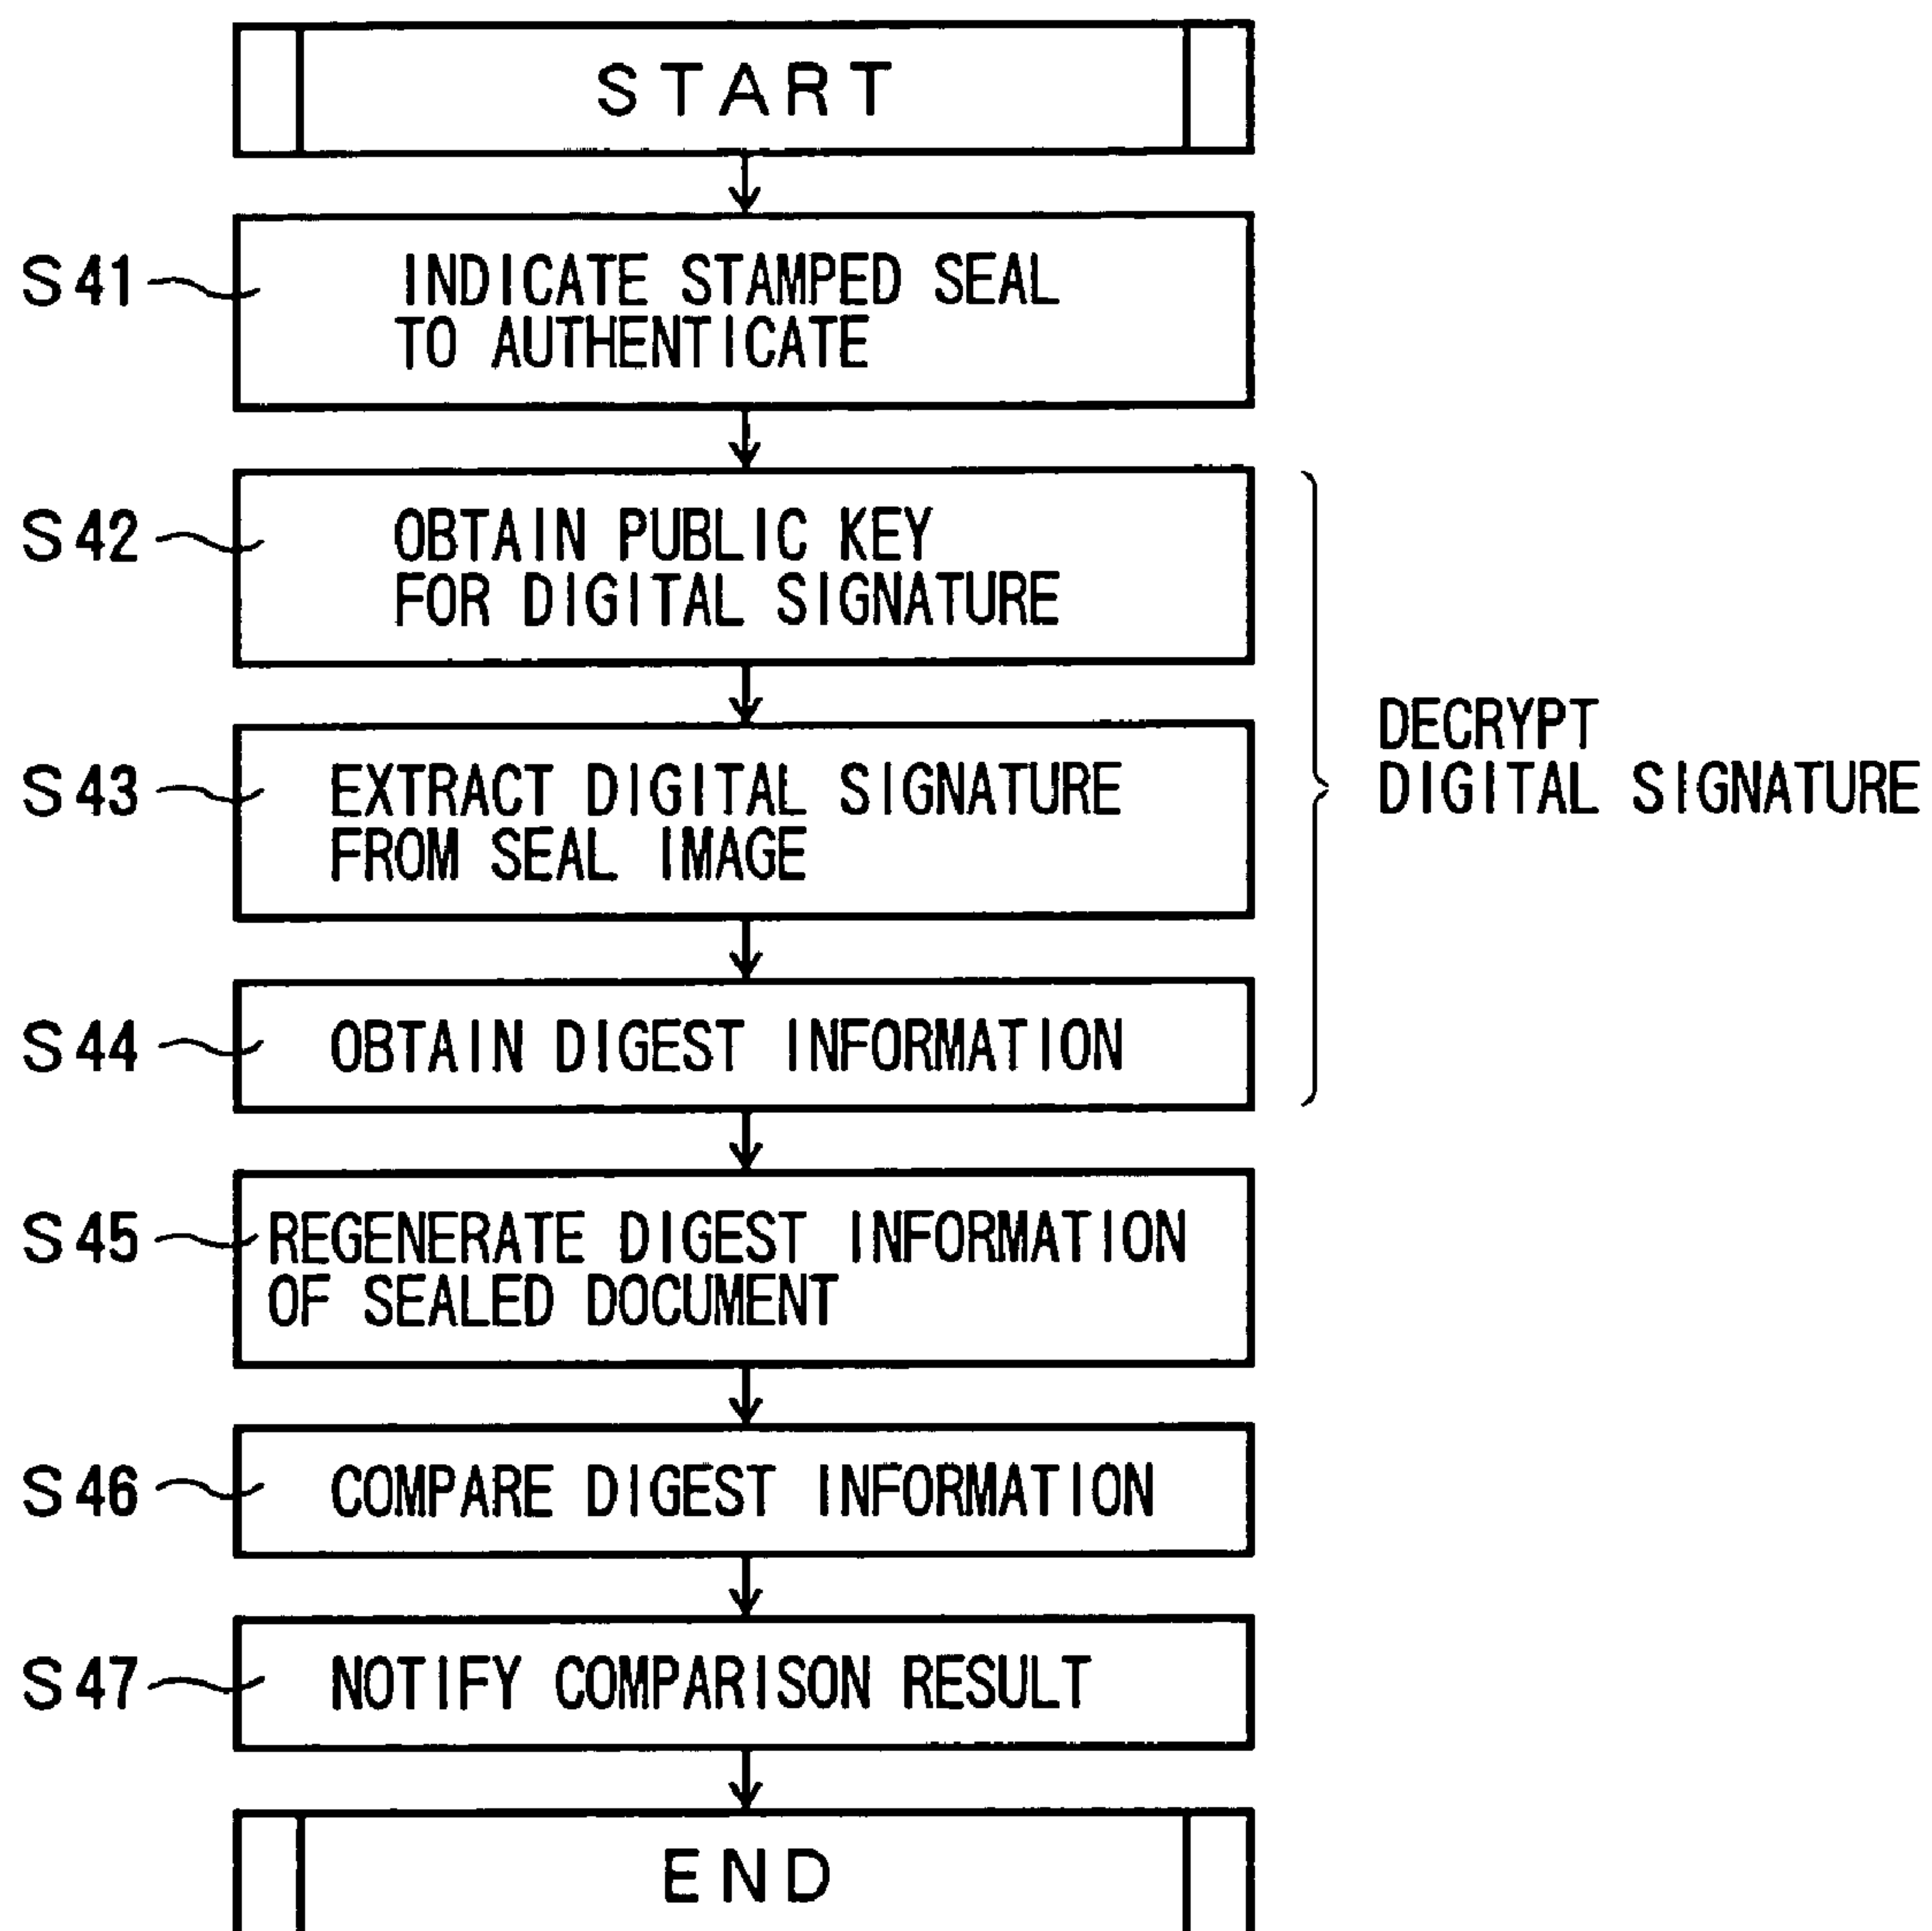 START
S41
INDICATE STAMPED SEAL
TO AUTHENTICATE
S42
OBTAIN PUBLIC KEY
FOR DIGITAL SIGNATURE
S43
EXTRACT DIGITAL SIGNATURE
FROM SEAL IMAGE
DECRYPT
DIGITAL SIGNATURE
S44
OBTAIN DIGEST INFORMATION
S45
REGENERATE DIGEST INFORMATION
OF SEALED DOCUMENT
S46
COMPARE DIGEST INFORMATION
S47
NOTIFY COMPARISON RESULT
END